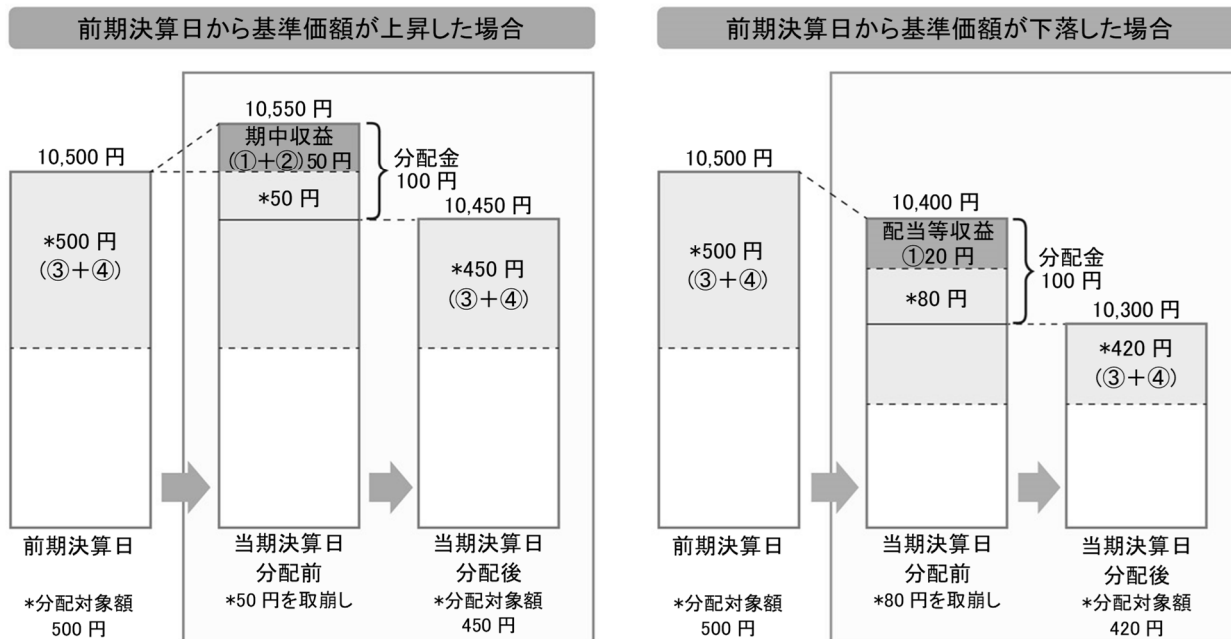 前期決算日から基準価額が上昇した場合
10,500 円
*500 円
(③+④)
前期決算日
*分配対象額
500 円
10,550 円
期中収益
(①+②)50 円
*50 円
分配金
100 円
当期決算日
分配前
*50 円を取崩し
10,450 円
*450 円
(③+④)
当期決算日
分配後
*分配対象額
450 円
前期決算日から基準価額が下落した場合
10,500 円
*500 円
(③+④)
前期決算日
*分配対象額
500 円
10,400 円
配当等収益
①20 円
*80 円
分配金
100 円
当期決算日
分配前
*80 円を取崩し
10,300 円
*420 円
(③+④)
当期決算日
分配後
*分配対象額
420 円